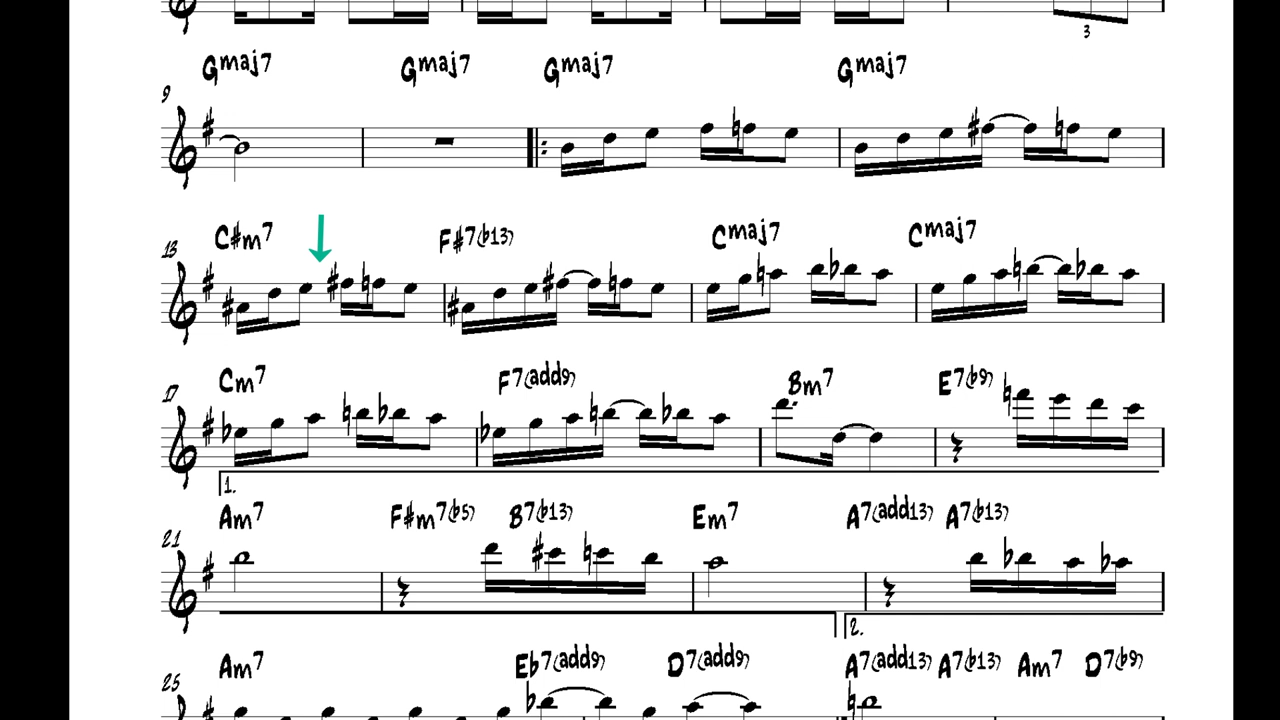 3
Gmaj7 Gmaj7 Gmaj7 Gmaj7
9
C#m7 F#7(b13) Cmaj7 Cmaj7
13
Cm7 F7(add9) Bm7 E7(b9)
17
1.
Am7 F#m7(b5) B7(b13) Em7 A7(add13) A7(b13)
21
2.
Am7 Eb7(add9) D7(add9) A7(add13) A7(b13) Am7 D7(b9)
25